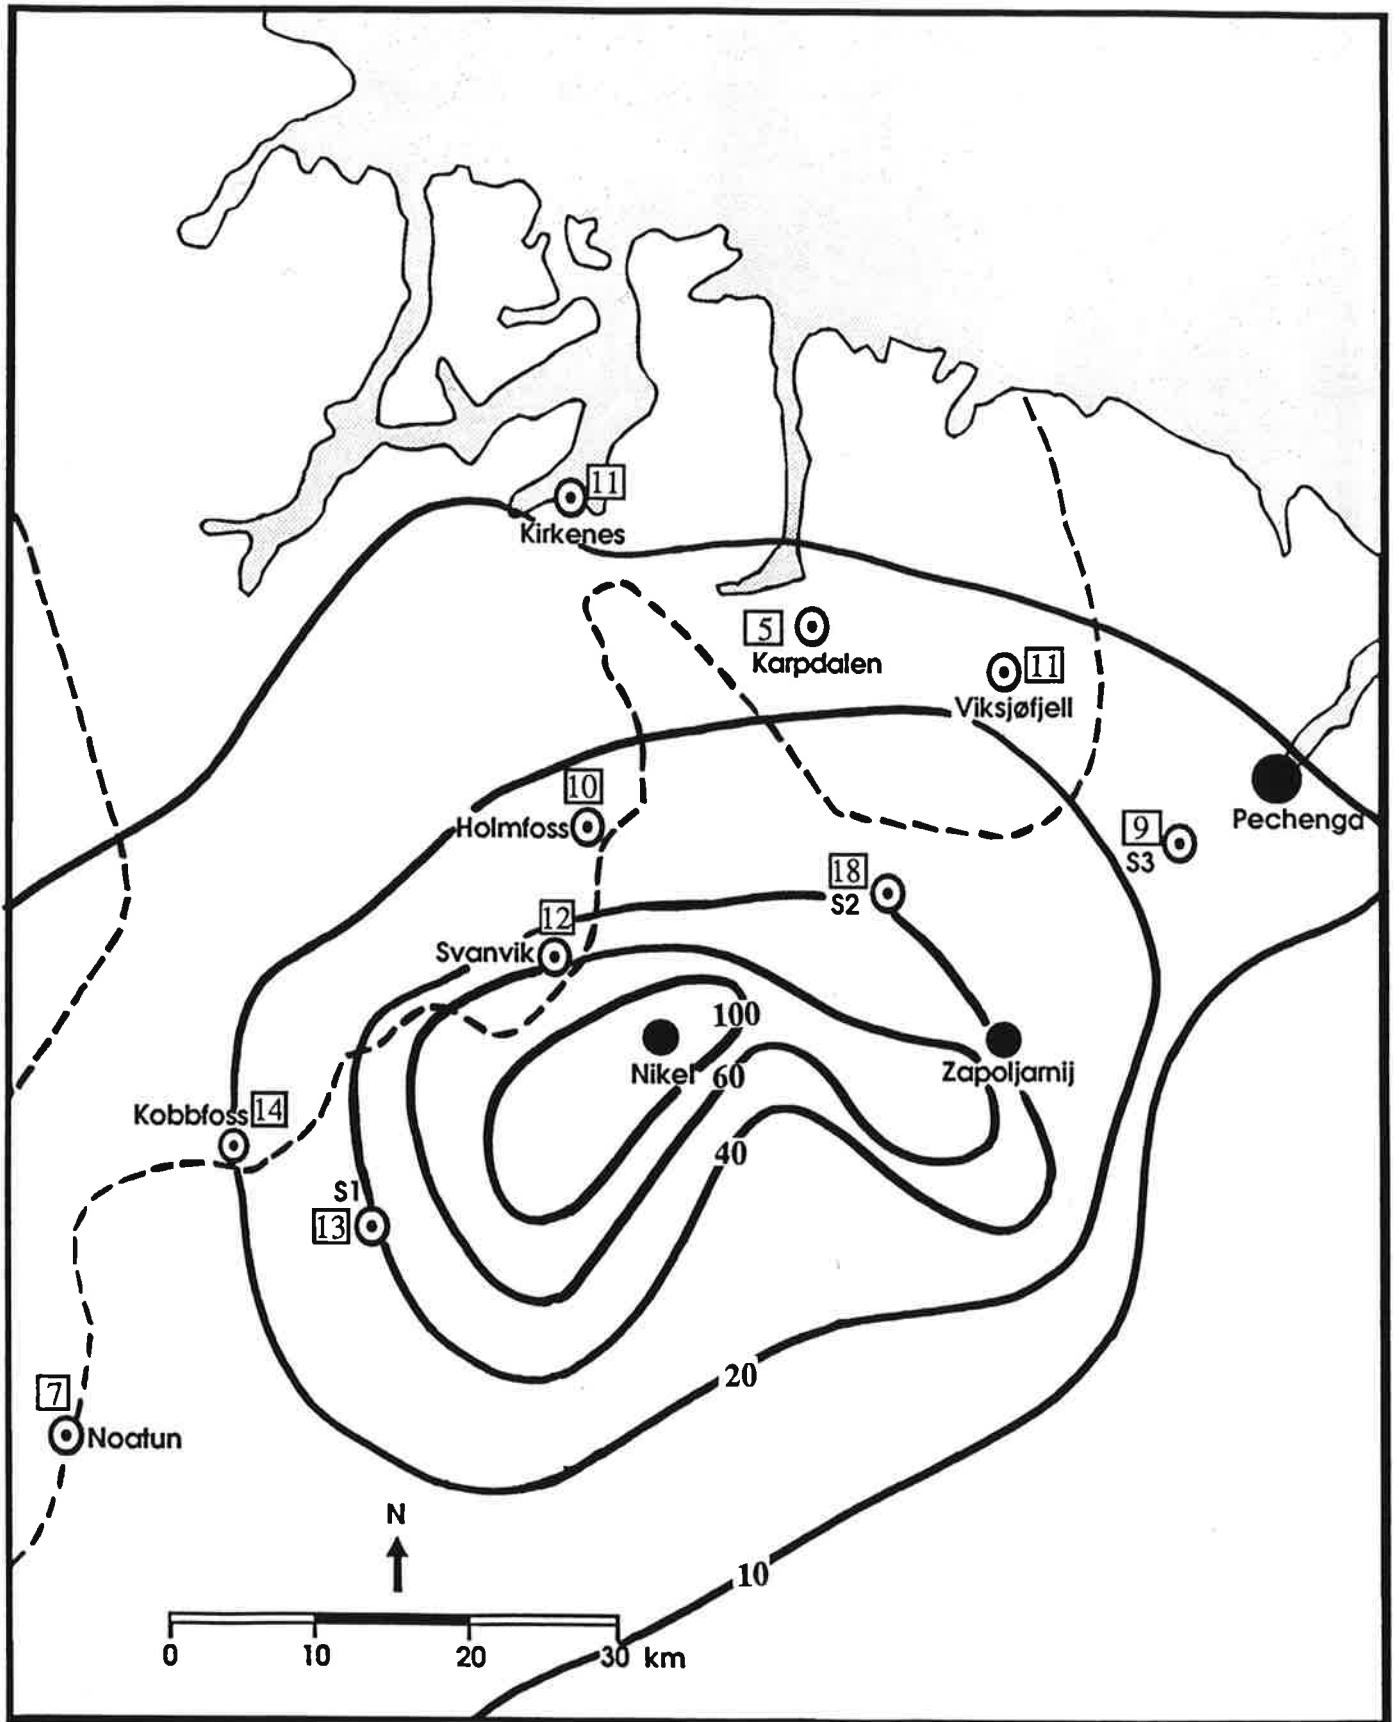 11
Kirkenes
5
Karpdalen
11
Viksjøfjell
10
Holmfoss
Pechenga
9
S3
18
S2
12
Svanvik
100
Nikel
60
Zapoljarnij
Kobbfoss 14
40
S1
13
20
7
Noatun
N
10
0 10 20 30 km